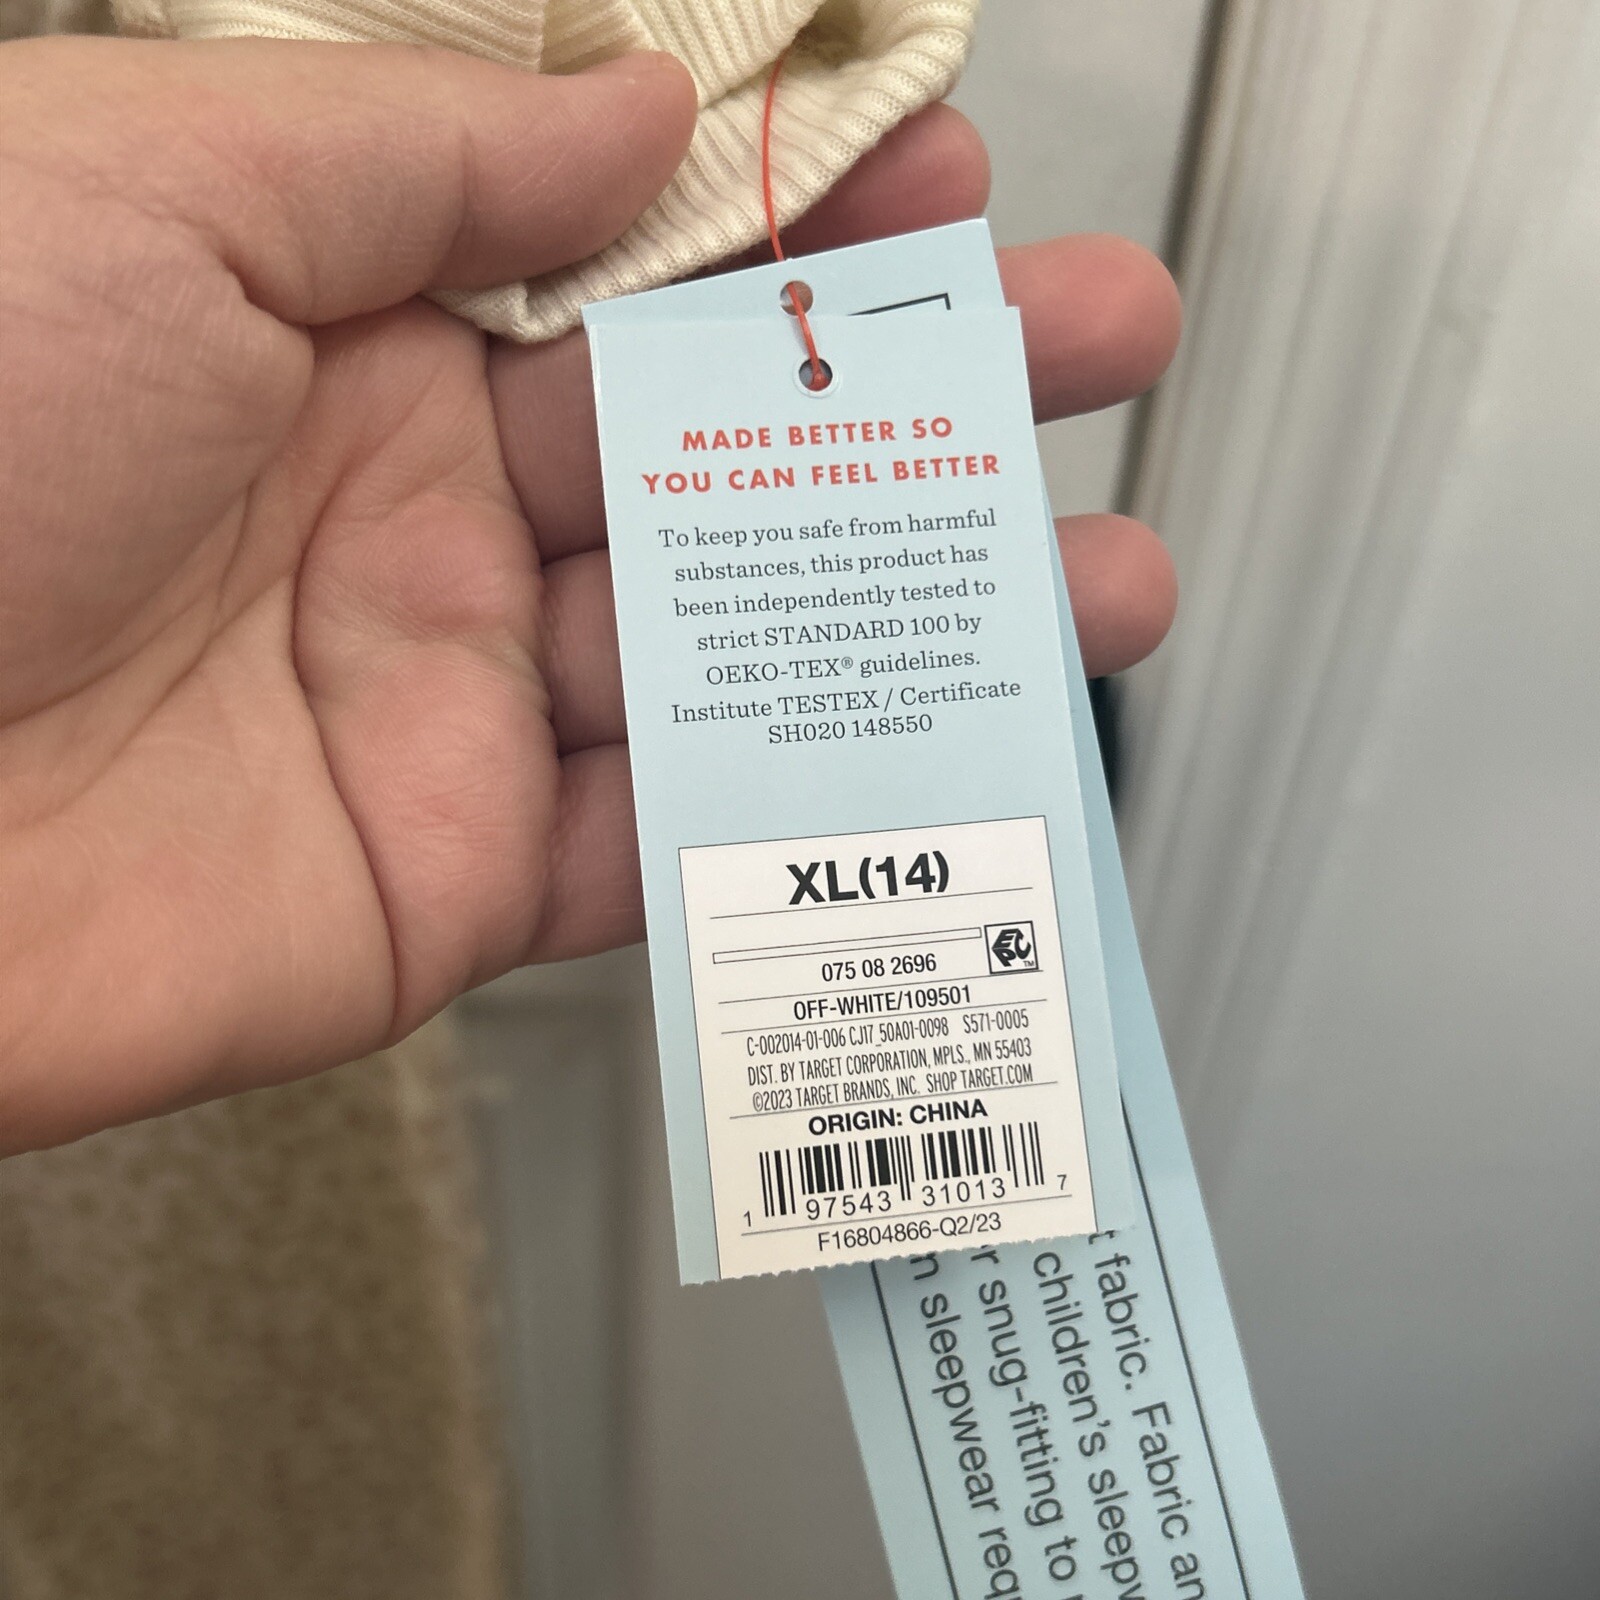 MADE BETTER SO
YOU CAN FEEL BETTER
To keep you safe from harmful
substances, this product has
been independently tested to
strict STANDARD 100 by
OEKO-TEX® guidelines.
Institute TESTEX / Certificate
SH020 148550
XL(14)
EPC™
075 08 2696
OFF-WHITE/109501
C-002014-01-006 CJ17_50A01-0098 S571-0005
DIST. BY TARGET CORPORATION, MPLS., MN 55403
©2023 TARGET BRANDS, INC. SHOP TARGET.COM
ORIGIN: CHINA
1 97543 31013 7
F16804866-Q2/23
fabric. Fabric
children's
snug-fitting to
sleepwear